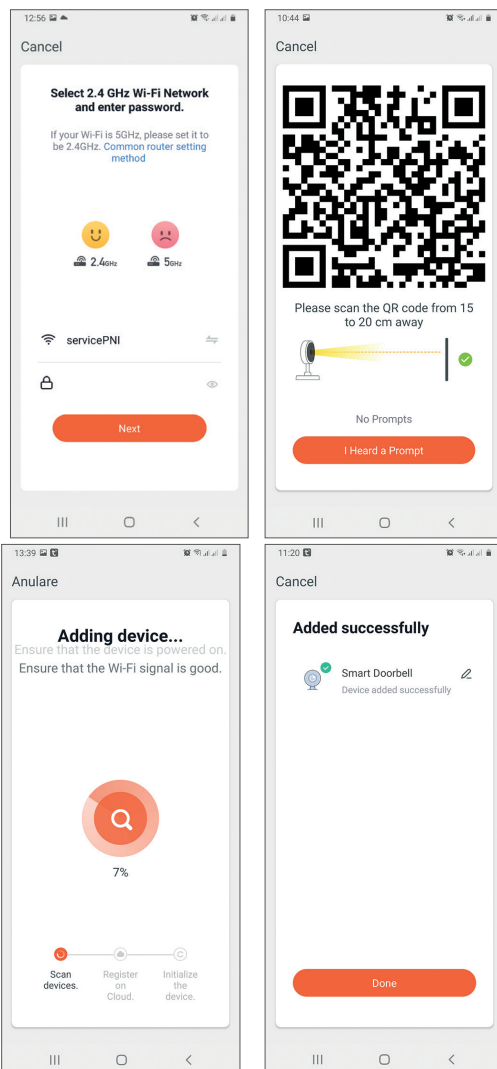 12:56
Cancel
Select 2.4 GHz Wi-Fi Network
and enter password.
If your Wi-Fi is 5GHz, please set it to
be 2.4GHz. Common router setting
method
2.4GHz
5GHz
servicePNI
Next
10:44
Cancel
Please scan the QR code from 15
to 20 cm away
No Prompts
I Heard a Prompt
13:39
Anulare
Adding device...
Ensure that the device is powered on.
Ensure that the Wi-Fi signal is good.
7%
Scan
devices.
Register
on
Cloud.
Initialize
the
device.
11:20
Cancel
Added successfully
Smart Doorbell
Device added successfully
Done